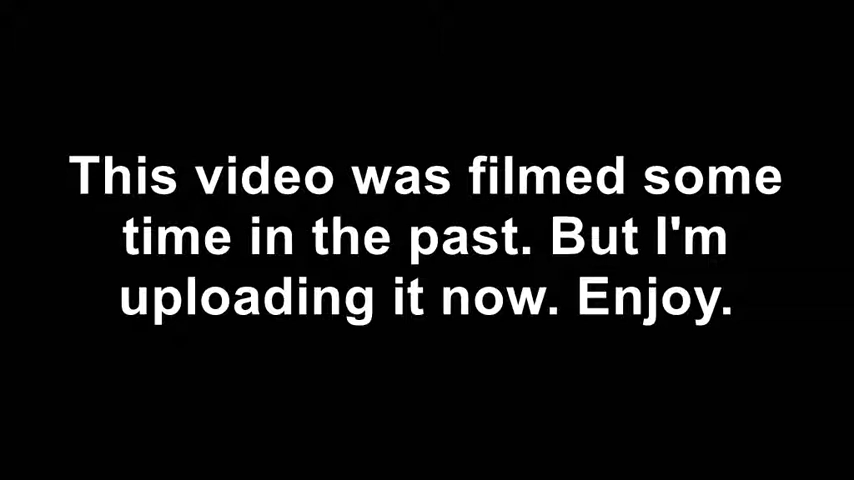 This video was filmed some
time in the past. But I'm
uploading it now. Enjoy.